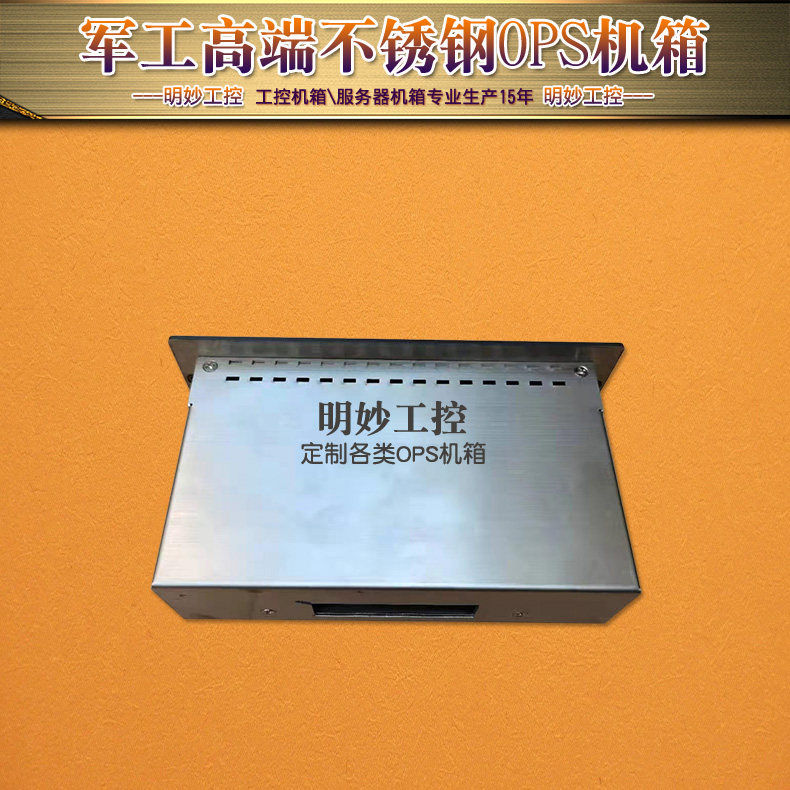 军工高端不锈钢OPS机箱
---明妙工控 工控机箱\服务器机箱专业生产15年 明妙工控---
明妙工控
定制各类OPS机箱